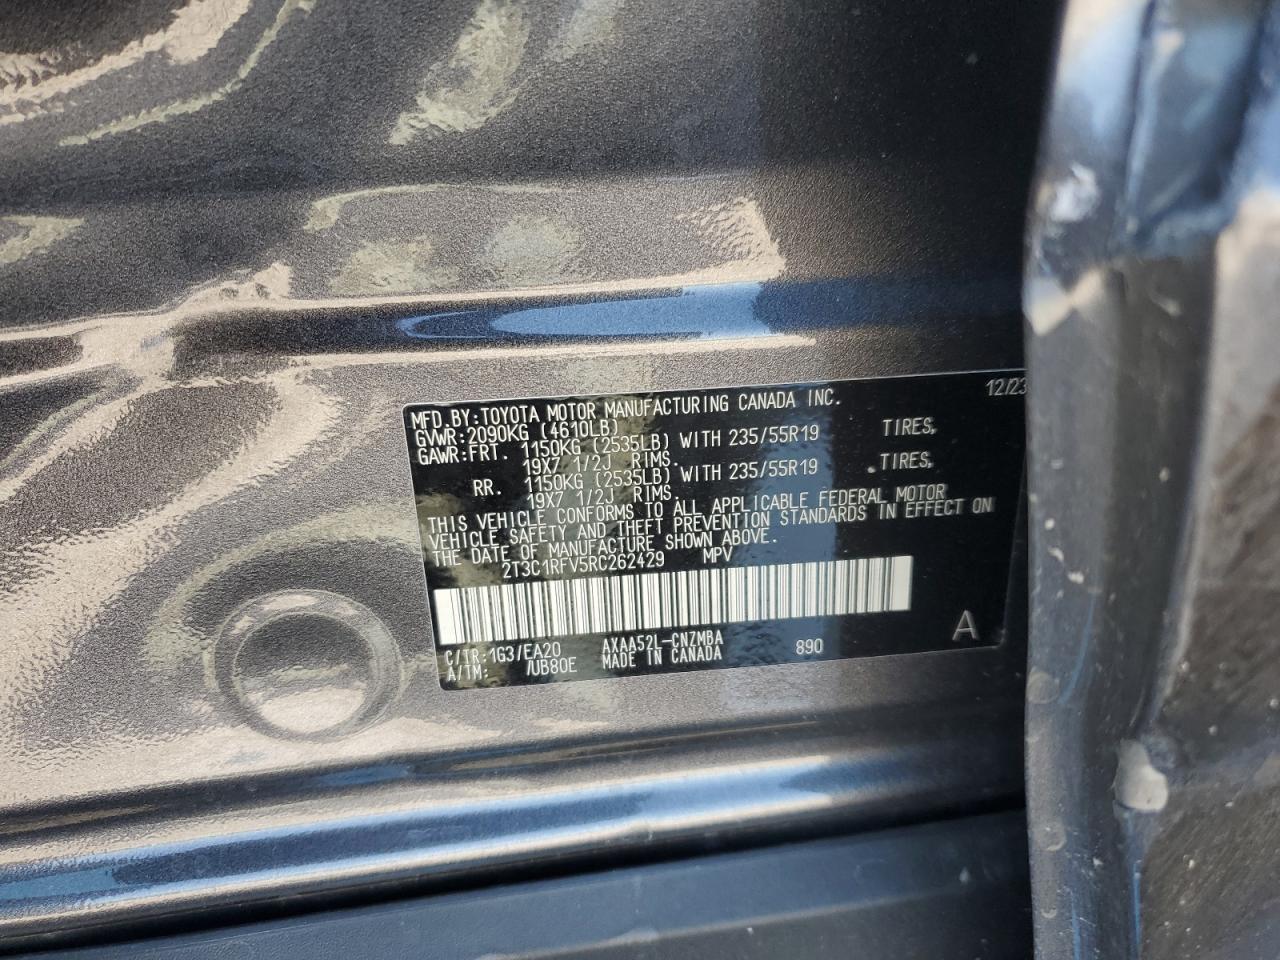 12/23
MFD.BY:TOYOTA MOTOR MANUFACTURING CANADA INC.
GVWR:2090KG (4610LB)
GAWR:FRT. 1150KG (2535LB) WITH 235/55R19 TIRES,
19X7 1/2J RIMS.
RR. 1150KG (2535LB) WITH 235/55R19 TIRES,
19X7 1/2J RIMS.
THIS VEHICLE CONFORMS TO ALL APPLICABLE FEDERAL MOTOR
VEHICLE SAFETY AND THEFT PREVENTION STANDARDS IN EFFECT ON
THE DATE OF MANUFACTURE SHOWN ABOVE.
2T3C1RFV5RC262429 MPV
C/TR:1G3/EA20 AXAA52L-CNZMBA 890 A
A/TM: /UB80E MADE IN CANADA